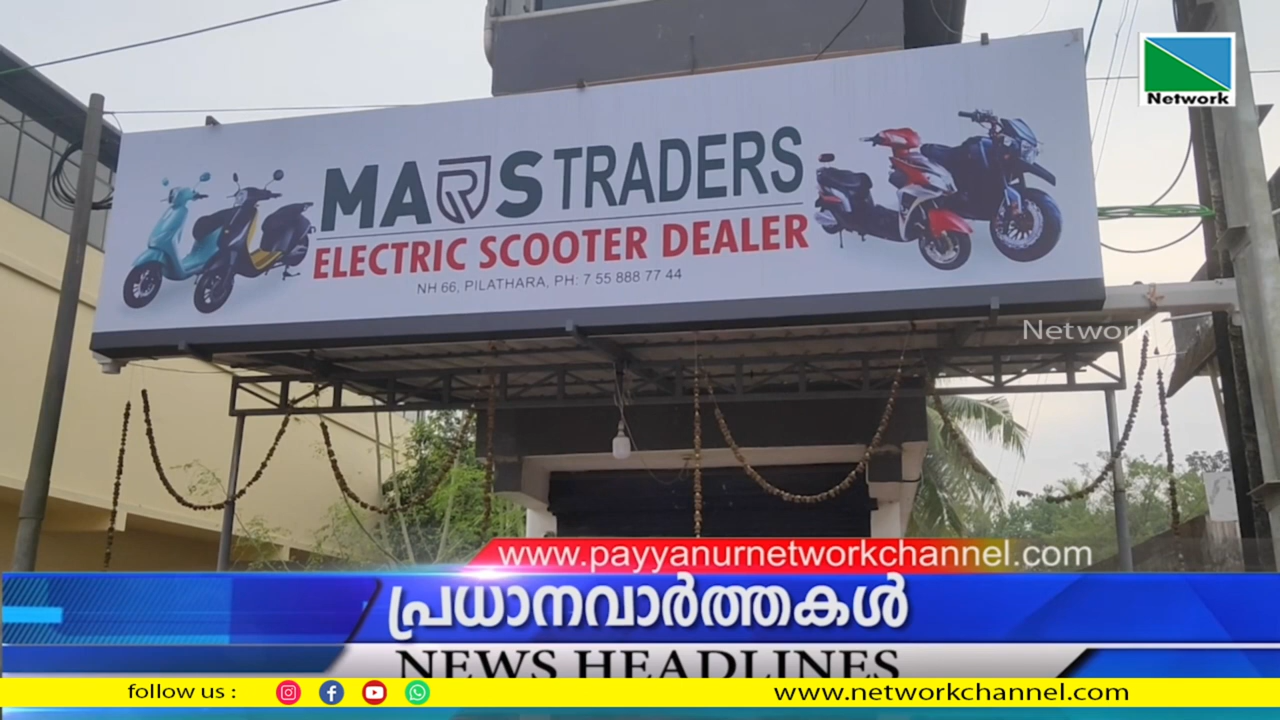 Network
MARS TRADERS
ELECTRIC SCOOTER DEALER
NH 66, PILATHARA, PH: 7 55 888 77 44
Network
www.payyanurnetworkchannel.com
പ്രധാനവാർത്തകൾ
NEWS HEADLINES
follow us :
www.networkchannel.com